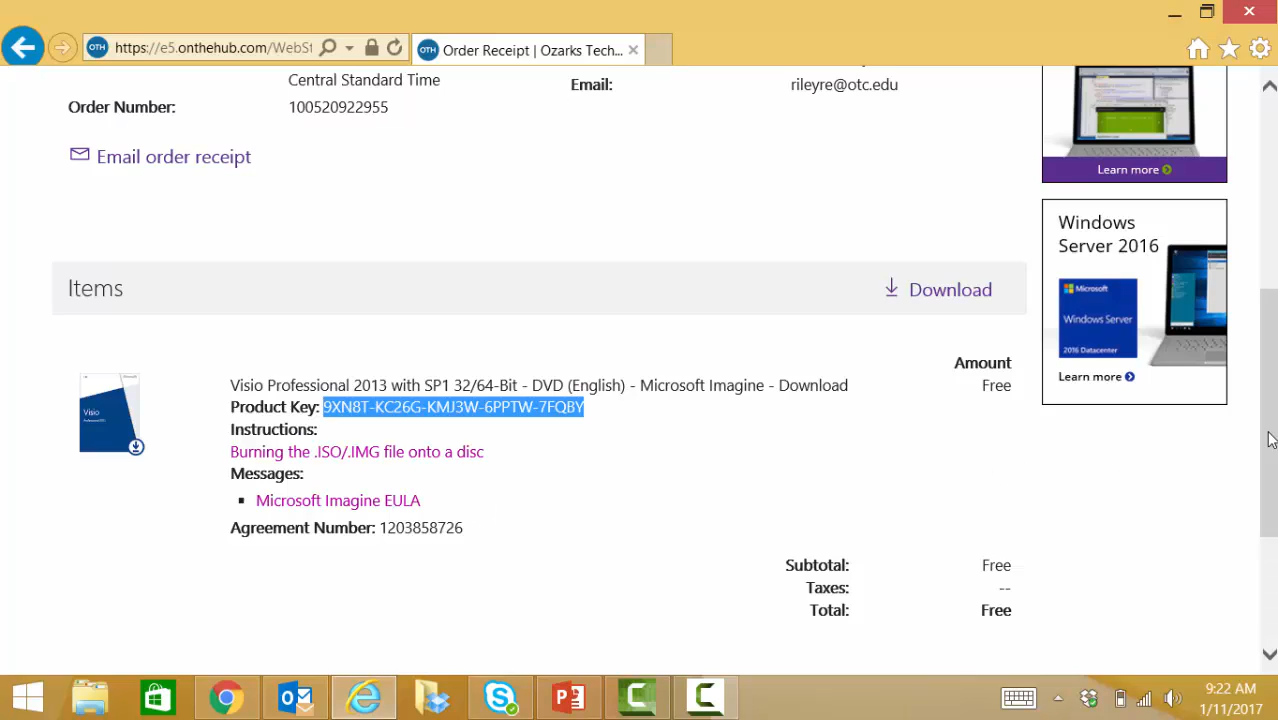 https://e5.onthehub.com/WebSt
Order Receipt | Ozarks Tech...
Central Standard Time
Email:
rileyre@otc.edu
Order Number:
100520922955
Email order receipt
Learn more
Windows
Server 2016
Microsoft
Windows Server
2016 Datacenter
Learn more
Items
Download
Amount
Visio Professional 2013 with SP1 32/64-Bit - DVD (English) - Microsoft Imagine - Download
Free
Product Key: 9XN8T-KC26G-KMJ3W-6PPTW-7FQBY
Instructions:
Burning the .ISO/.IMG file onto a disc
Messages:
Microsoft Imagine EULA
Agreement Number: 1203858726
Visio
Subtotal:
Free
Taxes:
--
Total:
Free
9:22 AM
1/11/2017